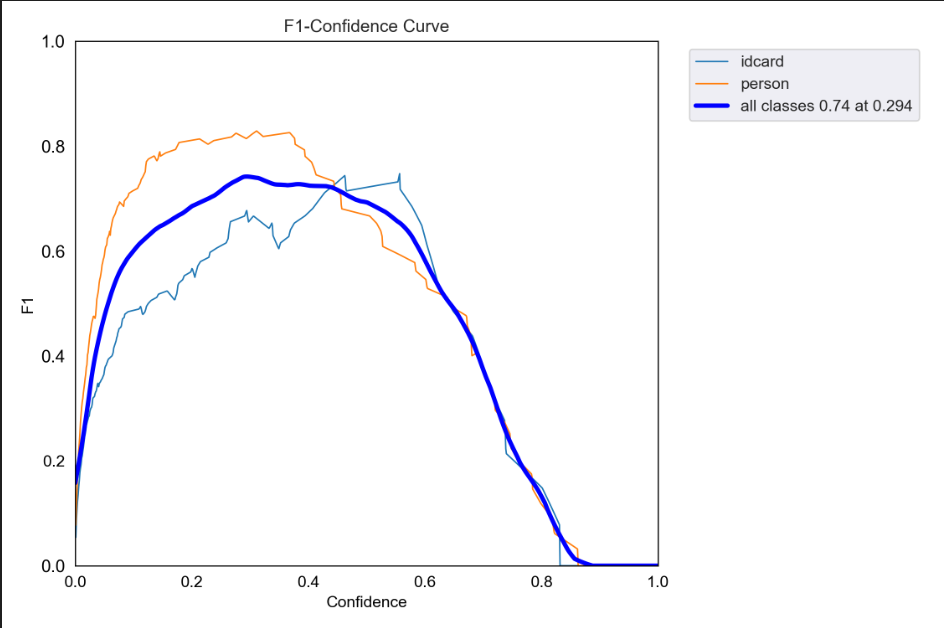 F1-Confidence Curve
1.0
0.8
0.6
0.4
0.2
0.0
F1
0.0 0.2 0.4 0.6 0.8 1.0
Confidence
idcard
person
all classes 0.74 at 0.294